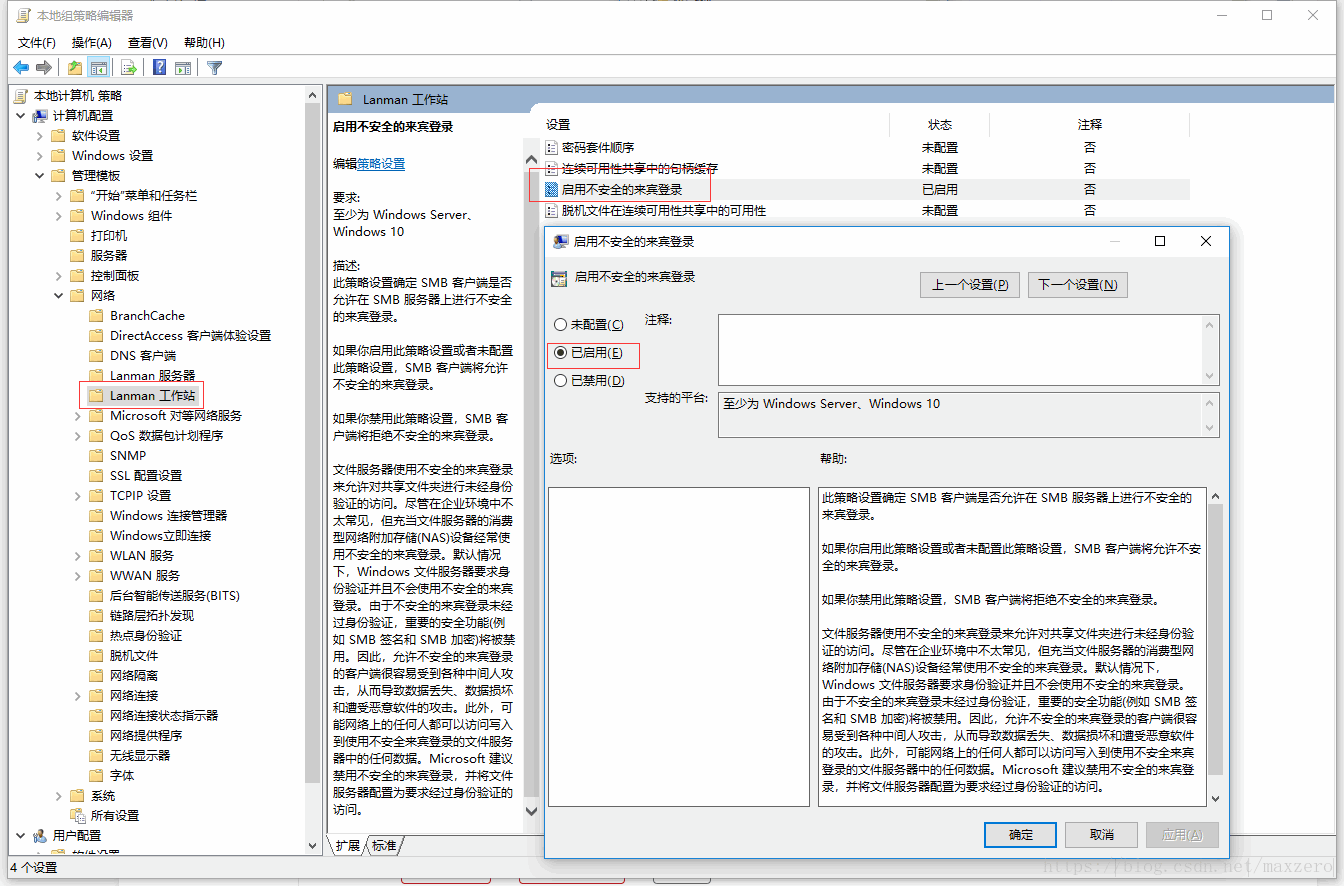 本地组策略编辑器
文件(F) 操作(A) 查看(V) 帮助(H)
本地计算机 策略
计算机配置
软件设置
Windows 设置
管理模板
“开始”菜单和任务栏
Windows 组件
打印机
服务器
控制面板
网络
BranchCache
DirectAccess 客户端体验设置
DNS 客户端
Lanman 服务器
Lanman 工作站
Microsoft 对等网络服务
QoS 数据包计划程序
SNMP
SSL 配置设置
TCPIP 设置
Windows 连接管理器
Windows立即连接
WLAN 服务
WWAN 服务
后台智能传送服务(BITS)
链路层拓扑发现
热点身份验证
脱机文件
网络隔离
网络连接
网络连接状态指示器
网络提供程序
无线显示器
字体
系统
所有设置
用户配置
软件设置
4 个设置
Lanman 工作站
启用不安全的来宾登录
编辑策略设置
要求:
至少为 Windows Server、
Windows 10
描述:
此策略设置确定 SMB 客户端是否
允许在 SMB 服务器上进行不安全
的来宾登录。
如果你启用此策略设置或者未配置
此策略设置，SMB 客户端将允许
不安全的来宾登录。
如果你禁用此策略设置，SMB 客
户端将拒绝不安全的来宾登录。
文件服务器使用不安全的来宾登录
来允许对共享文件夹进行未经身份
验证的访问。尽管在企业环境中不
太常见，但充当文件服务器的消费
型网络附加存储(NAS)设备经常使
用不安全的来宾登录。默认情况
下，Windows 文件服务器要求身
份验证并且不会使用不安全的来宾
登录。由于不安全的来宾登录未经
过身份验证，重要的安全功能(例
如 SMB 签名和 SMB 加密)将被禁
用。因此，允许不安全的来宾登录
的客户端很容易受到各种中间人攻
击，从而导致数据丢失、数据损坏
和遭受恶意软件的攻击。此外，可
能网络上的任何人都可以访问写入
到使用不安全来宾登录的文件服务
器中的任何数据。Microsoft 建议
禁用不安全的来宾登录，并将文件
服务器配置为要求经过身份验证的
访问。
扩展 标准
设置 状态 注释
密码套件顺序 未配置 否
连续可用性共享中的句柄缓存 未配置 否
启用不安全的来宾登录 已启用 否
脱机文件在连续可用性共享中的可用性 未配置 否
启用不安全的来宾登录
启用不安全的来宾登录
上一个设置(P) 下一个设置(N)
未配置(C) 注释:
已启用(E)
已禁用(D)
支持的平台: 至少为 Windows Server、Windows 10
选项: 帮助:
此策略设置确定 SMB 客户端是否允许在 SMB 服务器上进行不安全的
来宾登录。
如果你启用此策略设置或者未配置此策略设置，SMB 客户端将允许不安
全的来宾登录。
如果你禁用此策略设置，SMB 客户端将拒绝不安全的来宾登录。
文件服务器使用不安全的来宾登录来允许对共享文件夹进行未经身份验
证的访问。尽管在企业环境中不太常见，但充当文件服务器的消费型网
络附加存储(NAS)设备经常使用不安全的来宾登录。默认情况下，
Windows 文件服务器要求身份验证并且不会使用不安全的来宾登录。
由于不安全的来宾登录未经过身份验证，重要的安全功能(例如 SMB 签
名和 SMB 加密)将被禁用。因此，允许不安全的来宾登录的客户端很容
易受到各种中间人攻击，从而导致数据丢失、数据损坏和遭受恶意软件
的攻击。此外，可能网络上的任何人都可以访问写入到使用不安全来宾
登录的文件服务器中的任何数据。Microsoft 建议禁用不安全的来宾登
录，并将文件服务器配置为要求经过身份验证的访问。
确定 取消 应用(A)
https://blog.csdn.net/maxzero